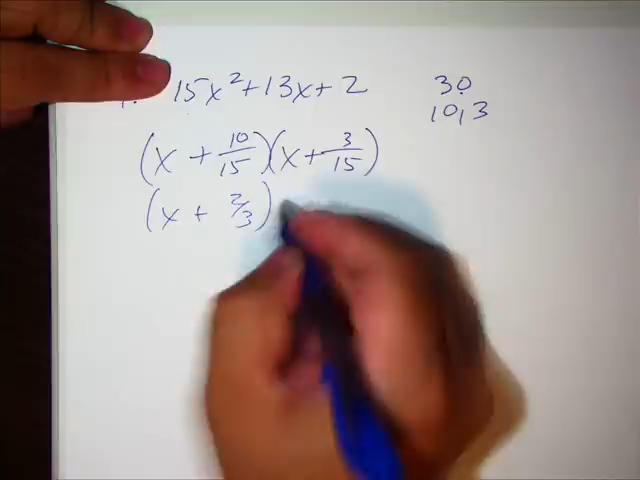 15x²+13x+2
30
10,3
(x + 10/15)(x + 3/15)
(x + 2/3)